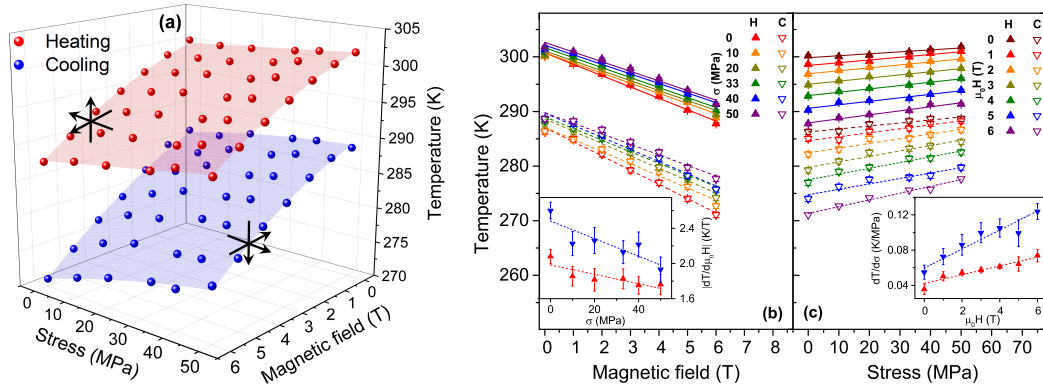 (a)
Heating
Cooling
305
300
295
290
285
280
275
270
Temperature (K)
0
10
20
30
40
50
Stress (MPa)
6
5
4
3
2
1
0
Magnetic field (T)
Temperature (K)
300
290
280
270
260
H C
0
10
20
33
40
50
σ (MPa)
2.4
2.0
1.6
|dT/dμ₀H| (K/T)
0 20 40
σ (MPa)
(b)
0 1 2 3 4 5 6 7 8
Magnetic field (T)
H C
0
1
2
3
4
5
6
μ₀H (T)
0.12
0.08
0.04
dT/dσ (K/MPa)
0 2 4 6
μ₀H (T)
(c)
0 10 20 30 40 50 60 70
Stress (MPa)